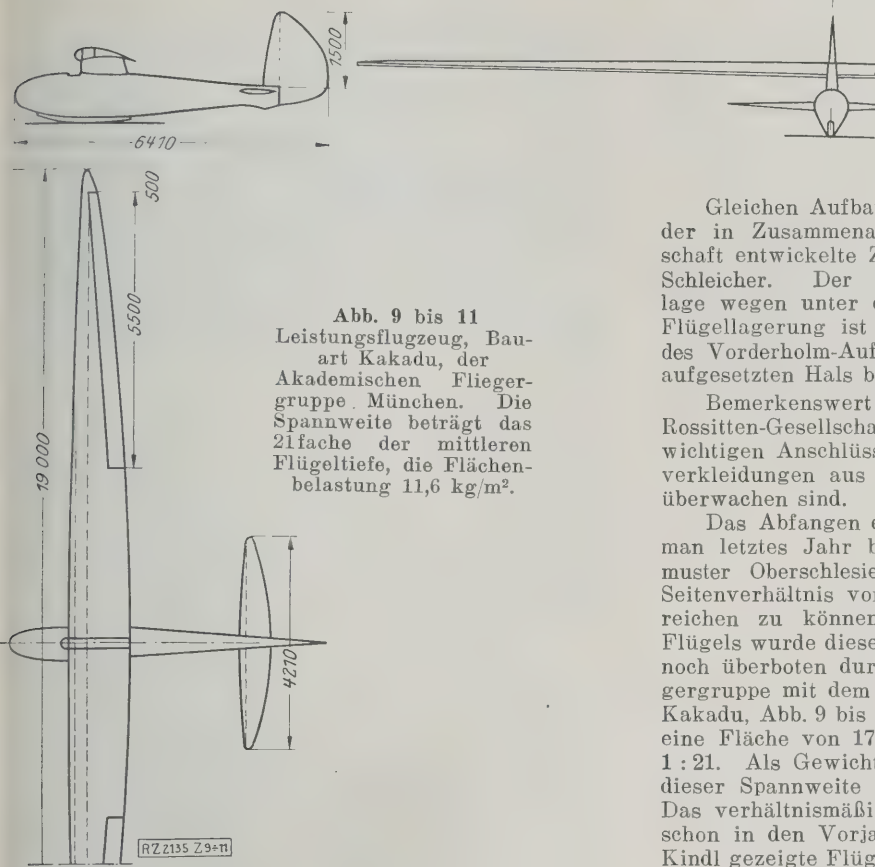 1500
6410
500
5500
19 000
4210
RZ 2135 Z 9÷11
Abb. 9 bis 11
Leistungsflugzeug, Bau-
art Kakadu, der
Akademischen Flieger-
gruppe München. Die
Spannweite beträgt das
21fache der mittleren
Flügeltiefe, die Flächen-
belastung 11,6 kg/m².
Gleichen Aufba
der in Zusammena
schaft entwickelte
Schleicher. Der
lage wegen unter
Flügellagerung ist
des Vorderholm-Auf
aufgesetzten Hals b
Bemerkenswert
Rossitten-Gesellscha
wichtigen Anschlüss
verkleidungen aus
überwachen sind.
Das Abfangen e
man letztes Jahr b
muster Oberschlesie
Seitenverhältnis vo
reichen zu können
Flügels wurde diese
noch überboten dur
gergruppe mit dem
Kakadu, Abb. 9 bis
eine Fläche von 17
1 : 21. Als Gewicht
dieser Spannweite
Das verhältnismäßi
schon in den Vorja
Kindl gezeigte Flüg